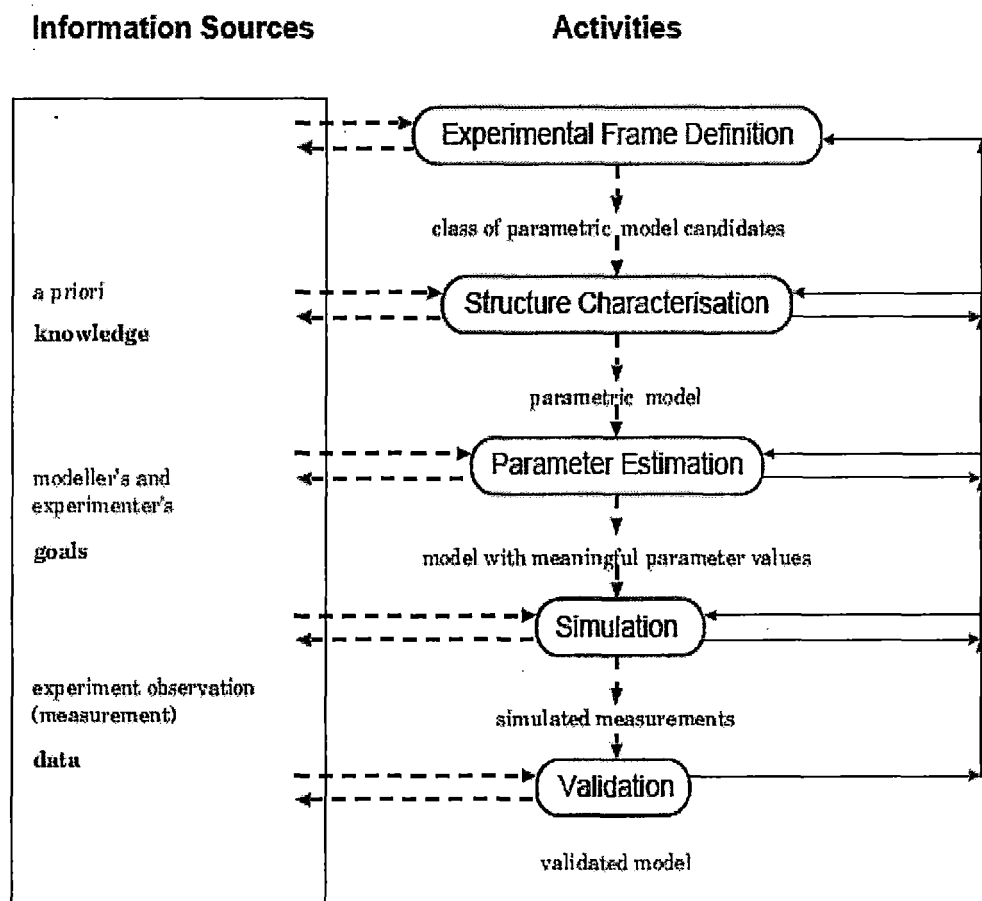 Information Sources
Activities
Experimental Frame Definition
class of parametric model candidates
a priori
knowledge
Structure Characterisation
parametric model
modeller's and
experimenter's
goals
Parameter Estimation
model with meaningful parameter values
Simulation
experiment observation
(measurement)
data
simulated measurements
Validation
validated model